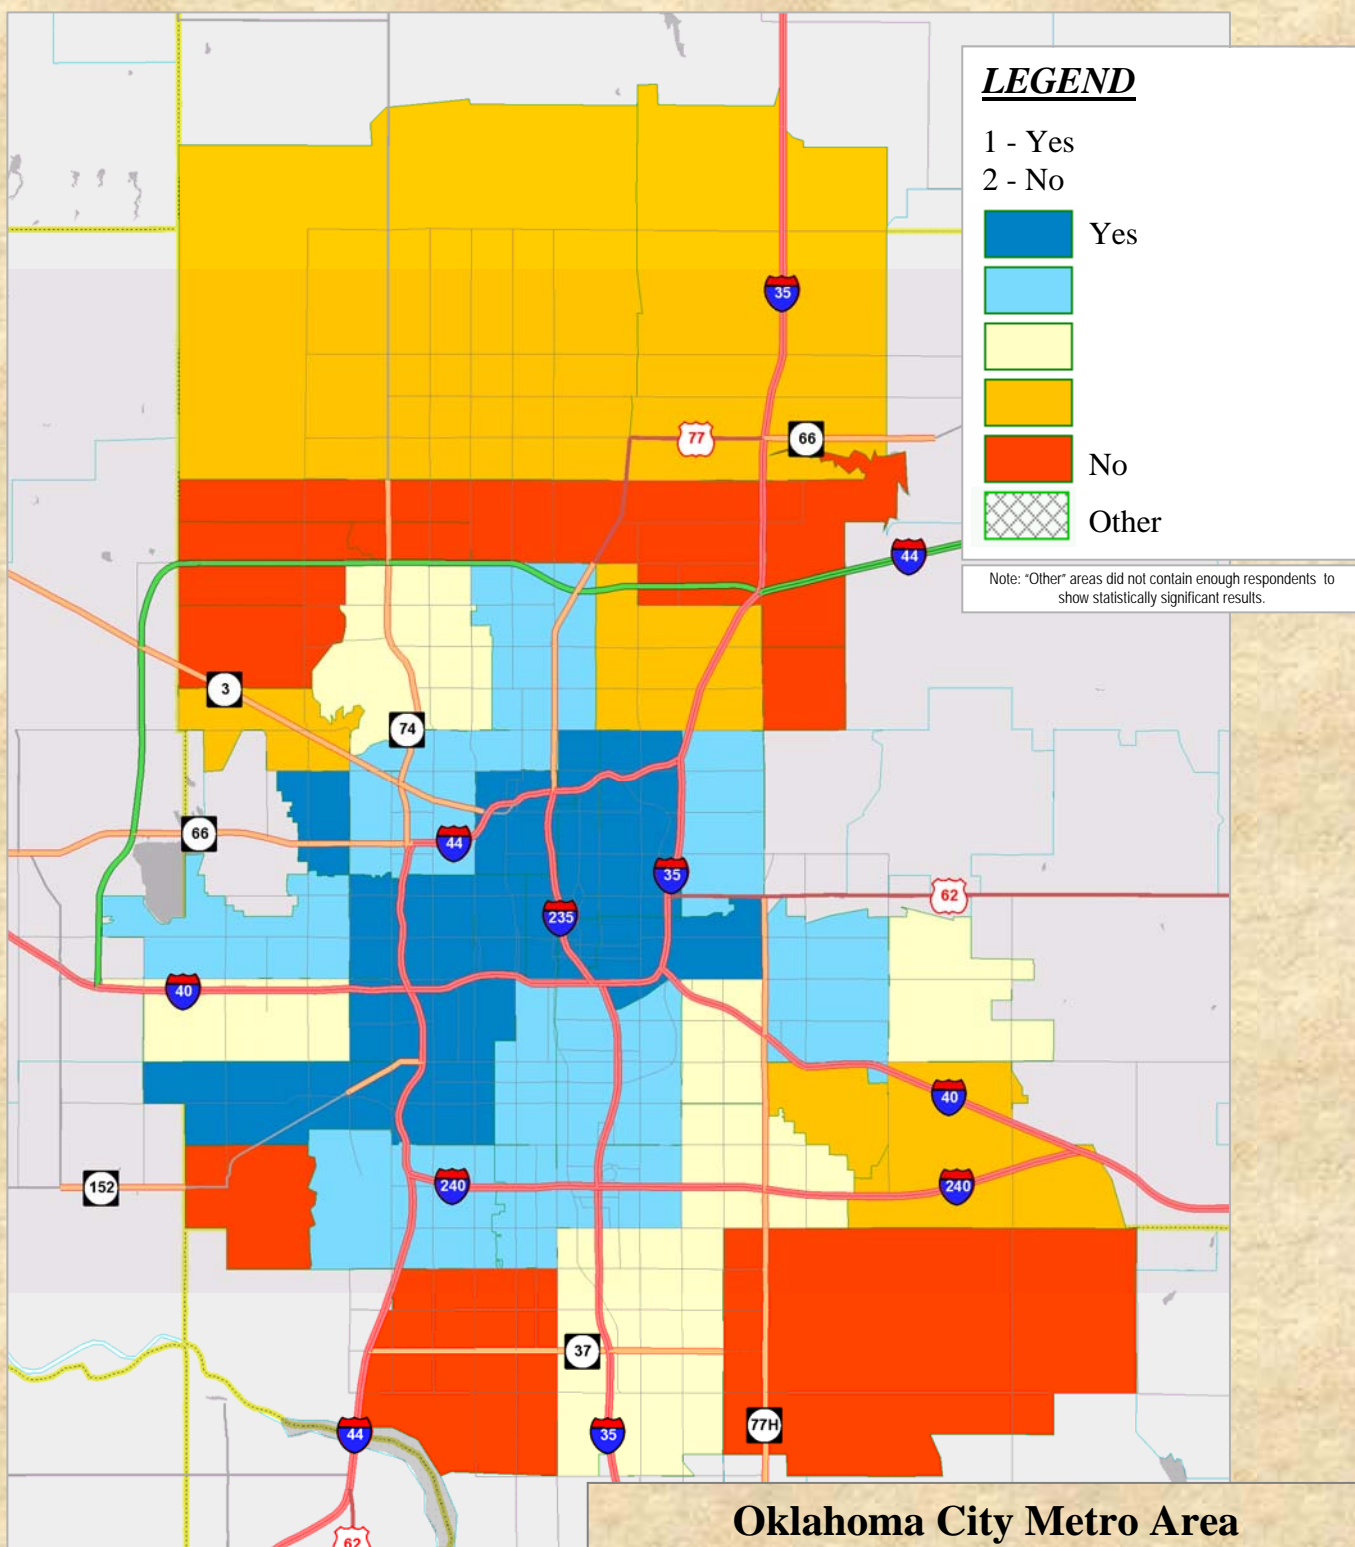 LEGEND
1 - Yes
2 - No
Yes
No
Other
Note: "Other" areas did not contain enough respondents to
show statistically significant results.
35
77
66
44
3
74
66
44
35
62
235
40
40
152
240
240
37
77H
44
35
62
Oklahoma City Metro Area